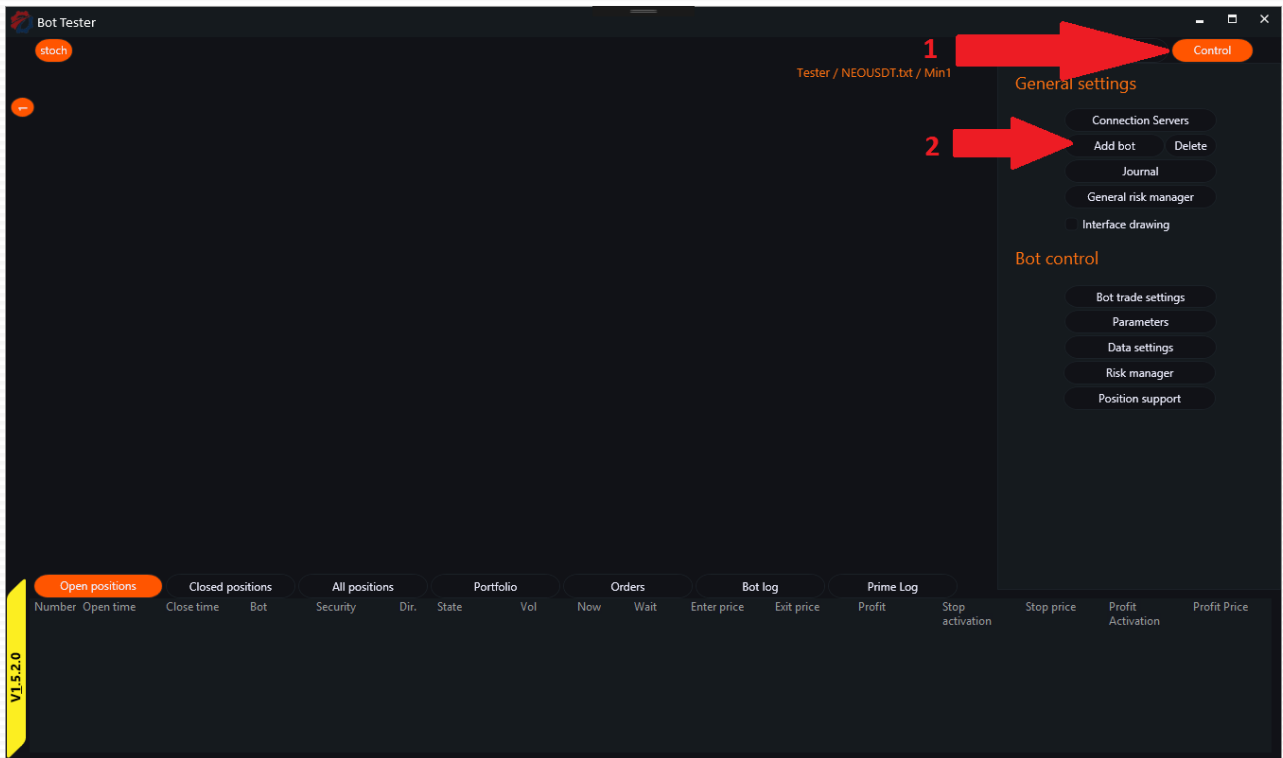 Bot Tester
stoch
1
Control
Tester / NEOUSDT.txt / Min1
General settings
1
Connection Servers
2
Add bot
Delete
Journal
General risk manager
Interface drawing
Bot control
Bot trade settings
Parameters
Data settings
Risk manager
Position support
Open positions
Closed positions
All positions
Portfolio
Orders
Bot log
Prime Log
Number Open time Close time Bot Security Dir. State Vol Now Wait Enter price Exit price Profit Stop activation Stop price Profit Activation Profit Price
V1.5.2.0